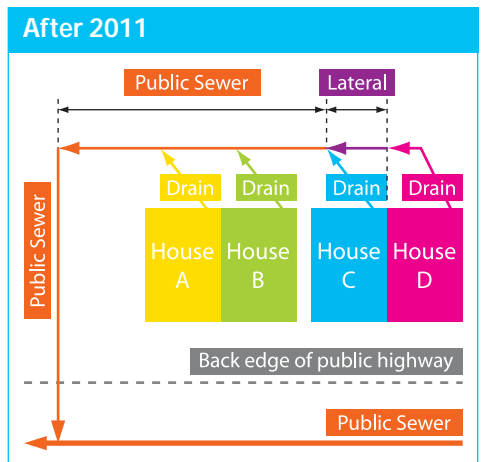 After 2011
Public Sewer
Lateral
Public Sewer
Drain
Drain
Drain
Drain
House
A
House
B
House
C
House
D
Back edge of public highway
Public Sewer